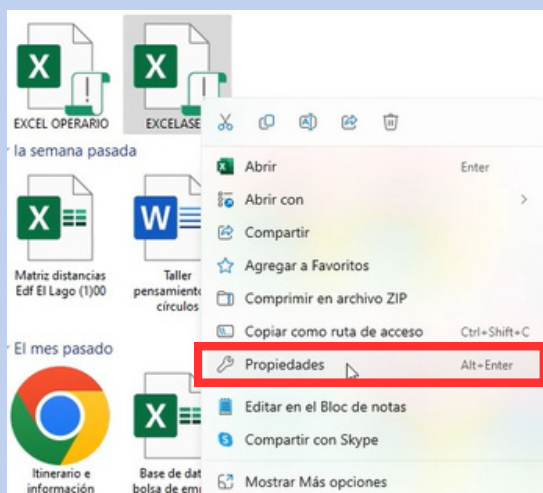 EXCEL OPERARIO
EXCELASE
la semana pasada
Abrir Enter
Abrir con
Compartir
Matriz distancias
Edf El Lago (1)00
Taller
círculos
Agregar a Favoritos
Comprimir en archivo ZIP
Copiar como ruta de acceso Ctrl+Shift+C
El mes pasado
Propiedades Alt+Enter
Editar en el Bloc de notas
Compartir con Skype
Mostrar Más opciones
Itinerario e
información
Base de dat
bolsa de em